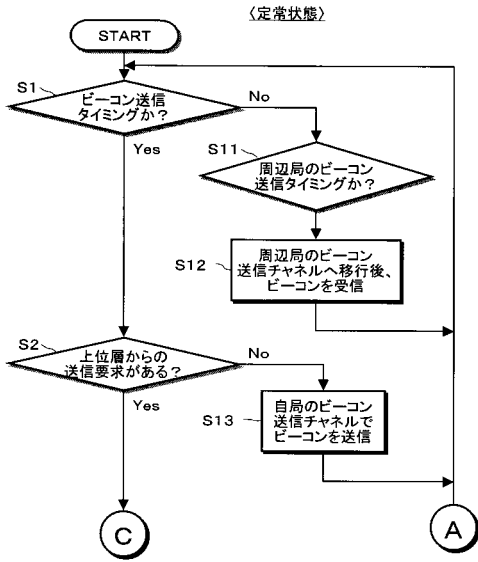 〈定常状態〉
START
S1
ビーコン送信
タイミングか？
No
Yes
S11
周辺局のビーコン
送信タイミングか？
S12
周辺局のビーコン
送信チャネルへ移行後、
ビーコンを受信
S2
上位層からの
送信要求がある？
No
Yes
S13
自局のビーコン
送信チャネルで
ビーコンを送信
C
A